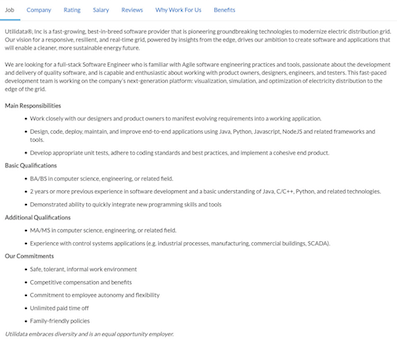 Job Company Rating Salary Reviews Why Work For Us Benefits
Utilidata®, Inc is a fast-growing, best-in-breed software provider that is pioneering groundbreaking technologies to modernize electric distribution grid.
Our vision for a responsive, resilient, and real-time grid, powered by insights from the edge, drives our ambition to create software and applications that
will enable a cleaner, more sustainable energy future.
We are looking for a full-stack Software Engineer who is familiar with Agile software engineering practices and tools, passionate about the development
and delivery of quality software, and is capable and enthusiastic about working with product owners, designers, engineers, and testers. This fast-paced
development team is working on the company's next-generation platform: visualization, simulation, and optimization of electricity distribution to the
edge of the grid.
Main Responsibilities
• Work closely with our designers and product owners to manifest evolving requirements into a working application.
• Design, code, deploy, maintain, and improve end-to-end applications using Java, Python, Javascript, NodeJS and related frameworks and
tools.
• Develop appropriate unit tests, adhere to coding standards and best practices, and implement a cohesive end product.
Basic Qualifications
• BA/BS in computer science, engineering, or related field.
• 2 years or more previous experience in software development and a basic understanding of Java, C/C++, Python, and related technologies.
• Demonstrated ability to quickly integrate new programming skills and tools
Additional Qualifications
• MA/MS in computer science, engineering, or related field.
• Experience with control systems applications (e.g. industrial processes, manufacturing, commercial buildings, SCADA).
Our Commitments
• Safe, tolerant, informal work environment
• Competitive compensation and benefits
• Commitment to employee autonomy and flexibility
• Unlimited paid time off
• Family-friendly policies
Utilidata embraces diversity and is an equal opportunity employer.